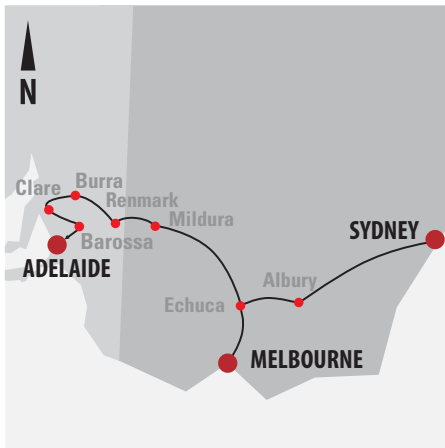 N
Burra
Clare
Renmark
Mildura
SYDNEY
Barossa
ADELAIDE
Albury
Echuca
MELBOURNE